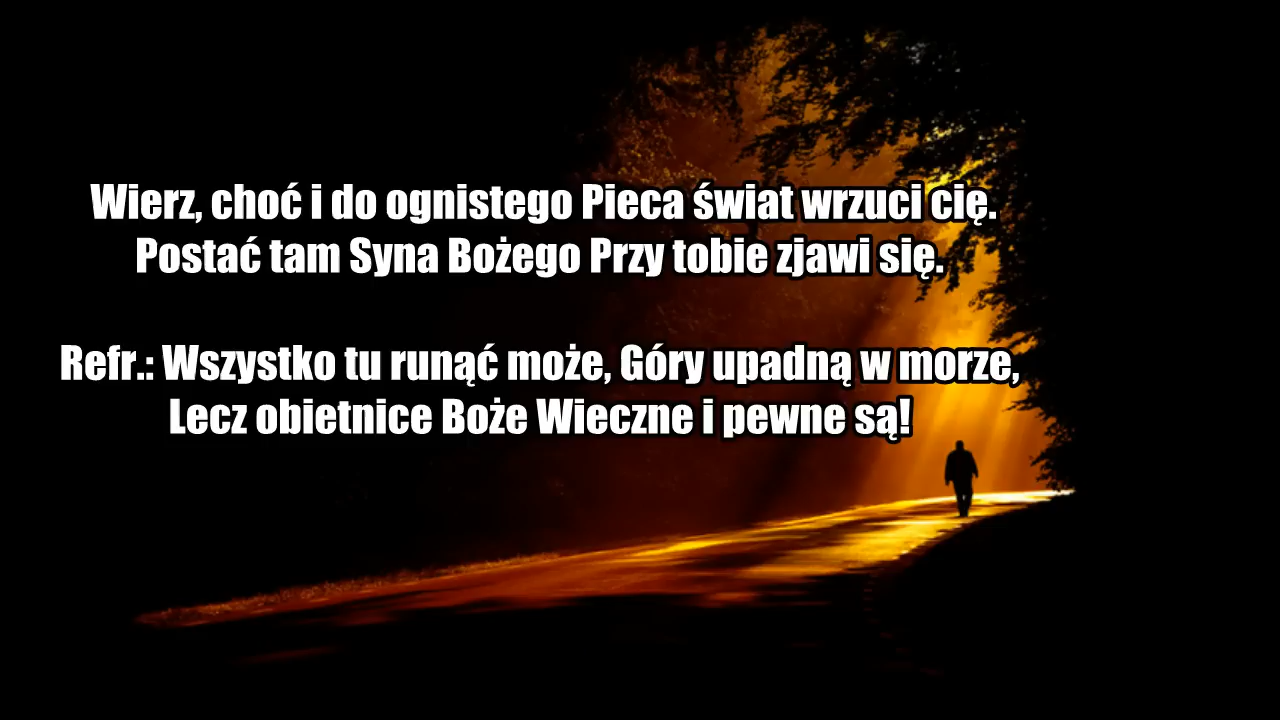 Wierz, choć i do ognistego Pieca świat wrzuci cię.
Postać tam Syna Bożego Przy tobie zjawi się.
Refr.: Wszystko tu runąć może, Góry upadną w morze,
Lecz obietnice Boże Wieczne i pewne są!